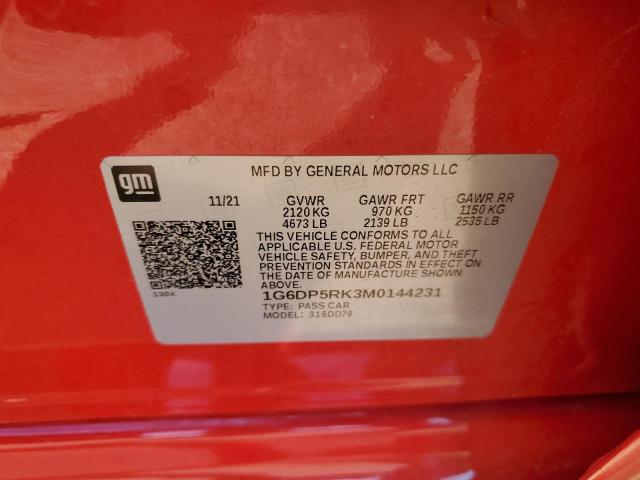 gm
MFD BY GENERAL MOTORS LLC
11/21 GVWR GAWR FRT GAWR RR
2120 KG 970 KG 1150 KG
4673 LB 2139 LB 2535 LB
THIS VEHICLE CONFORMS TO ALL
APPLICABLE U.S. FEDERAL MOTOR
VEHICLE SAFETY, BUMPER, AND THEFT
PREVENTION STANDARDS IN EFFECT ON
THE DATE OF MANUFACTURE SHOWN
ABOVE.
1G6DP5RK3M0144231
TYPE: PASS CAR
MODEL: 316DD79